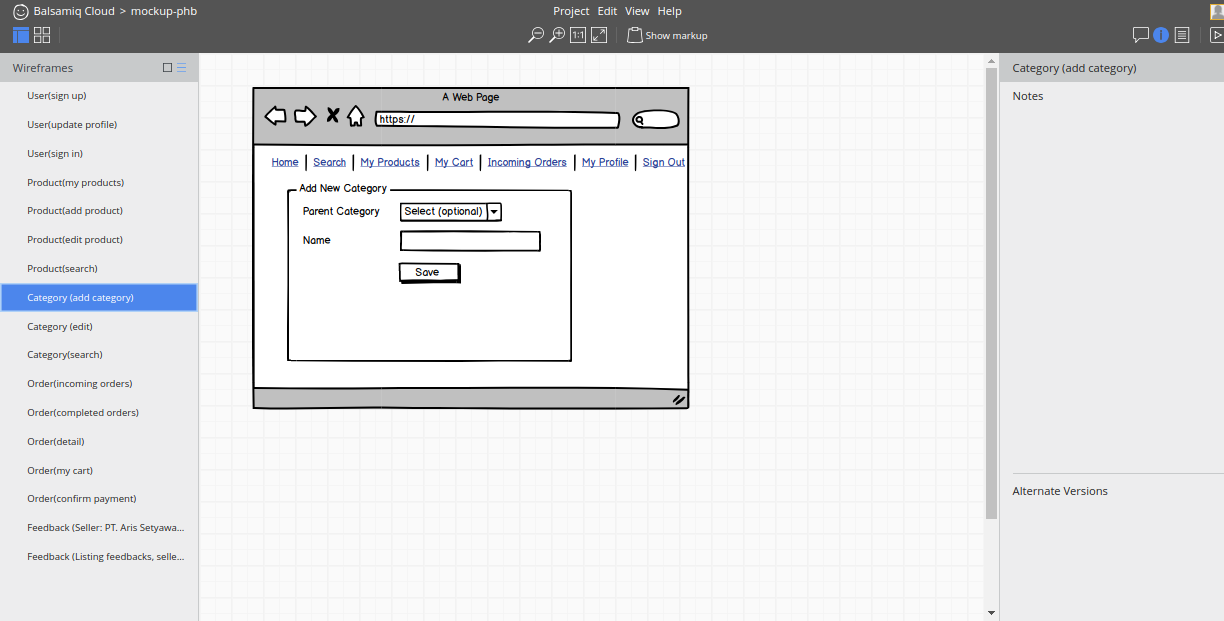 Balsamiq Cloud > mockup-phb
Project Edit View Help
1:1
Show markup
Wireframes
User(sign up)
User(update profile)
User(sign in)
Product(my products)
Product(add product)
Product(edit product)
Product(search)
Category (add category)
Category (edit)
Category(search)
Order(incoming orders)
Order(completed orders)
Order(detail)
Order(my cart)
Order(confirm payment)
Feedback (Seller: PT. Aris Setyawa...
Feedback (Listing feedbacks, selle...
A Web Page
https://
Home Search My Products My Cart Incoming Orders My Profile Sign Out
Add New Category
Parent Category Select (optional)
Name
Save
Category (add category)
Notes
Alternate Versions